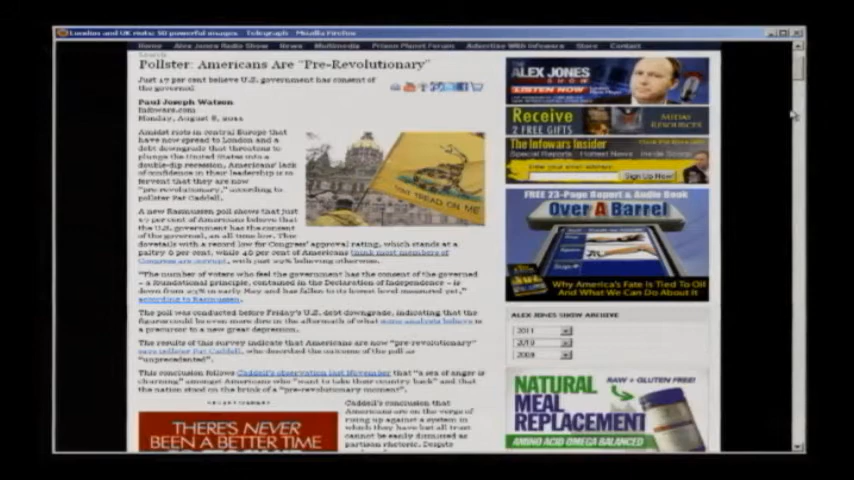 London and UK riots: 50 powerful images - Telegraph - Mozilla Firefox
Home Alex Jones Radio Show News Multimedia Prison Planet Forum Advertise With Infowars Store Contact
Pollster: Americans Are "Pre-Revolutionary"
Just 17 per cent believe U.S. government has consent of
the governed
Paul Joseph Watson
Infowars.com
Monday, August 8, 2011
Amidst riots in central Europe that
have now spread to London and a
debt downgrade that threatens to
plunge the United States into a
double-dip recession, Americans' lack
of confidence in their leadership is so
fervent that they are now
"pre-revolutionary," according to
pollster Pat Caddell.
DONT TREAD ON ME
A new Rasmussen poll shows that just
17 per cent of Americans believe that
the U.S. government has the consent
of the governed, an all time low. This
dovetails with a record low for Congress' approval rating, which stands at a
paltry 6 per cent, while 46 per cent of Americans think most members of
Congress are corrupt, with just 29% believing otherwise.
"The number of voters who feel the government has the consent of the governed
– a foundational principle, contained in the Declaration of Independence – is
down from 23% in early May and has fallen to its lowest level measured yet,"
according to Rasmussen.
The poll was conducted before Friday's U.S. debt downgrade, indicating that the
figures could be even more dire in the aftermath of what some analysts believe is
a precursor to a new great depression.
The results of this survey indicate that Americans are now "pre-revolutionary"
says pollster Pat Caddell, who described the outcome of the poll as
"unprecedented".
This conclusion follows Caddell's observation last November that "a sea of anger is
churning" amongst Americans who "want to take their country back" and that
the nation stood on the brink of a "pre-revolutionary moment".
ADVERTISEMENT
THERE'S NEVER
BEEN A BETTER TIME
Caddell's conclusion that
Americans are on the verge of
rising up against a system in
which they have lost all trust
cannot be easily dismissed as
partisan rhetoric. Despite
THE
ALEX JONES
SHOW
LISTEN NOW
Receive
2 FREE GIFTS
MIDAS
RESOURCES
The Infowars Insider
Special Reports Hottest News Inside Scoop
Enter your email address:
Sign Up Now!
FREE 23-Page Report & Audio Book
Over A Barrel
Why America's Fate Is Tied To Oil
And What We Can Do About It
ALEX JONES SHOW ARCHIVE
2011
2010
2009
NATURAL
MEAL
REPLACEMENT
RAW + GLUTEN FREE!
AMINO ACID OMEGA BALANCED